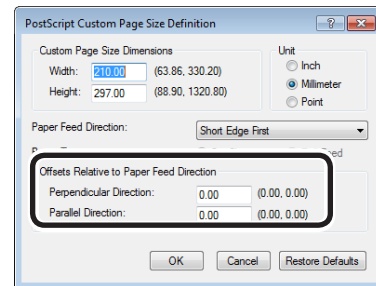 PostScript Custom Page Size Definition
Custom Page Size Dimensions
Unit
Width: 210.00 (63.86, 330.20)
Inch
Height: 297.00 (88.90, 1320.80)
Millimeter
Point
Paper Feed Direction: Short Edge First
Offsets Relative to Paper Feed Direction
Perpendicular Direction: 0.00 (0.00, 0.00)
Parallel Direction: 0.00 (0.00, 0.00)
OK Cancel Restore Defaults